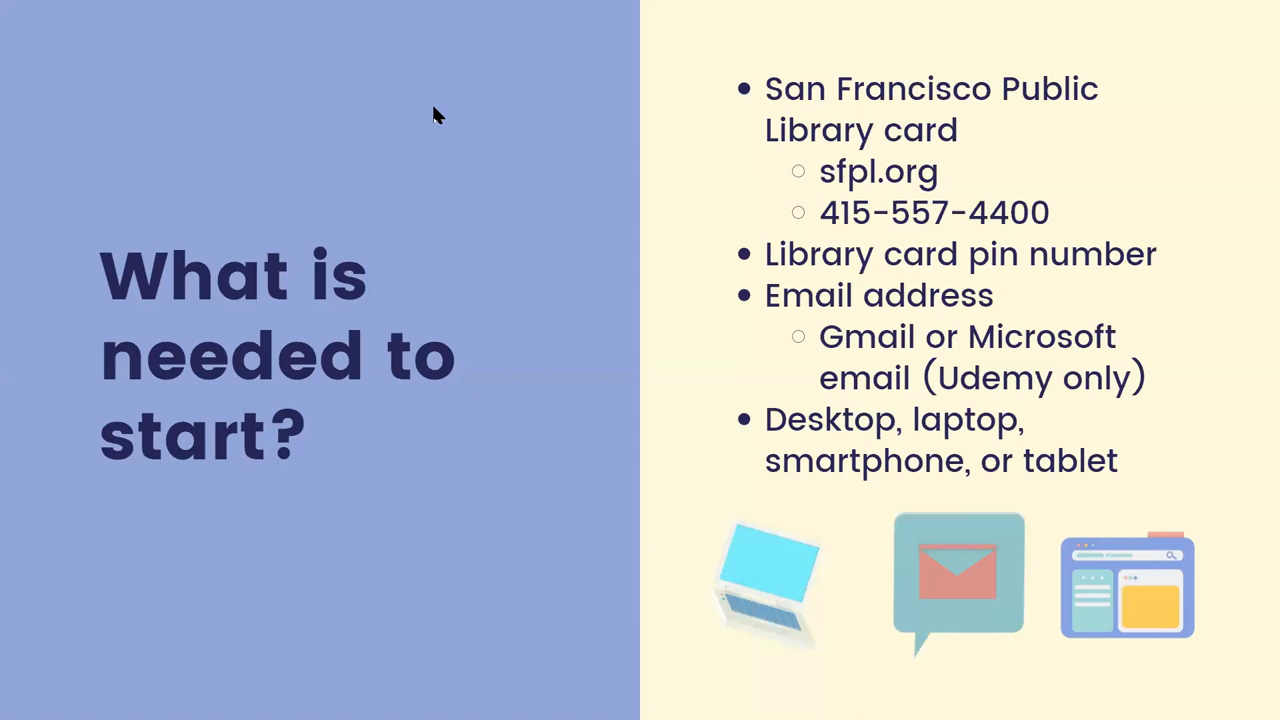 What is
needed to
start?
• San Francisco Public
Library card
○ sfpl.org
○ 415-557-4400
• Library card pin number
• Email address
○ Gmail or Microsoft
email (Udemy only)
• Desktop, laptop,
smartphone, or tablet